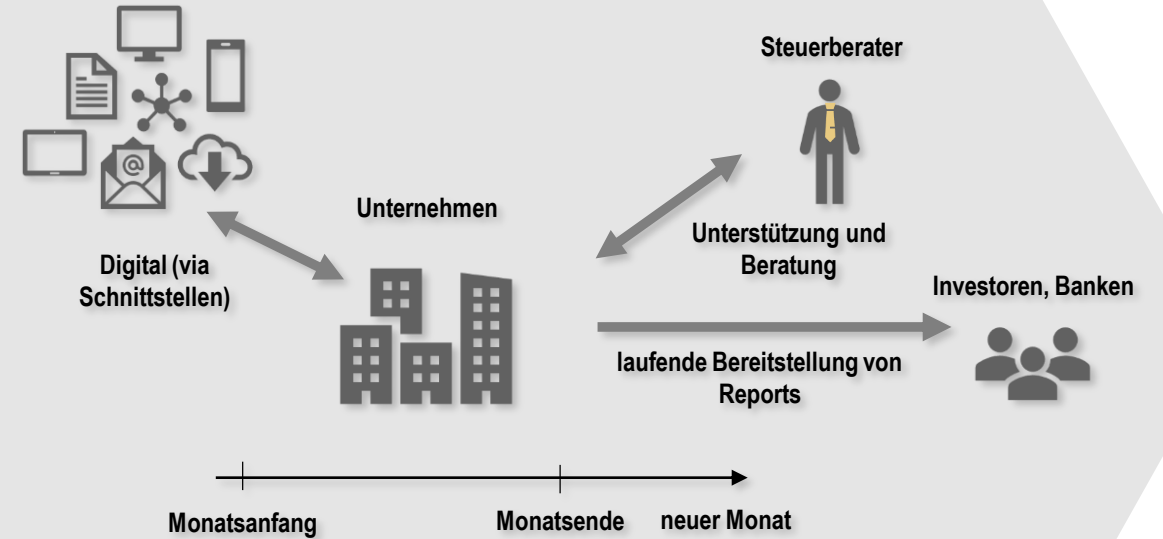 Steuerberater
Unternehmen
Digital (via
Schnittstellen)
Unterstützung und
Beratung
Investoren, Banken
laufende Bereitstellung von
Reports
Monatsanfang
Monatsende
neuer Monat
@